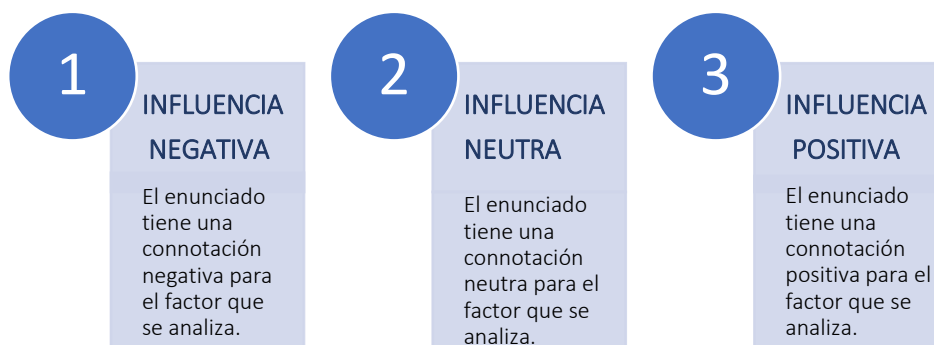 1
INFLUENCIA
NEGATIVA
El enunciado
tiene una
connotación
negativa para
el factor que
se analiza.
2
INFLUENCIA
NEUTRA
El enunciado
tiene una
connotación
neutra para el
factor que se
analiza.
3
INFLUENCIA
POSITIVA
El enunciado
tiene una
connotación
positiva para el
factor que se
analiza.